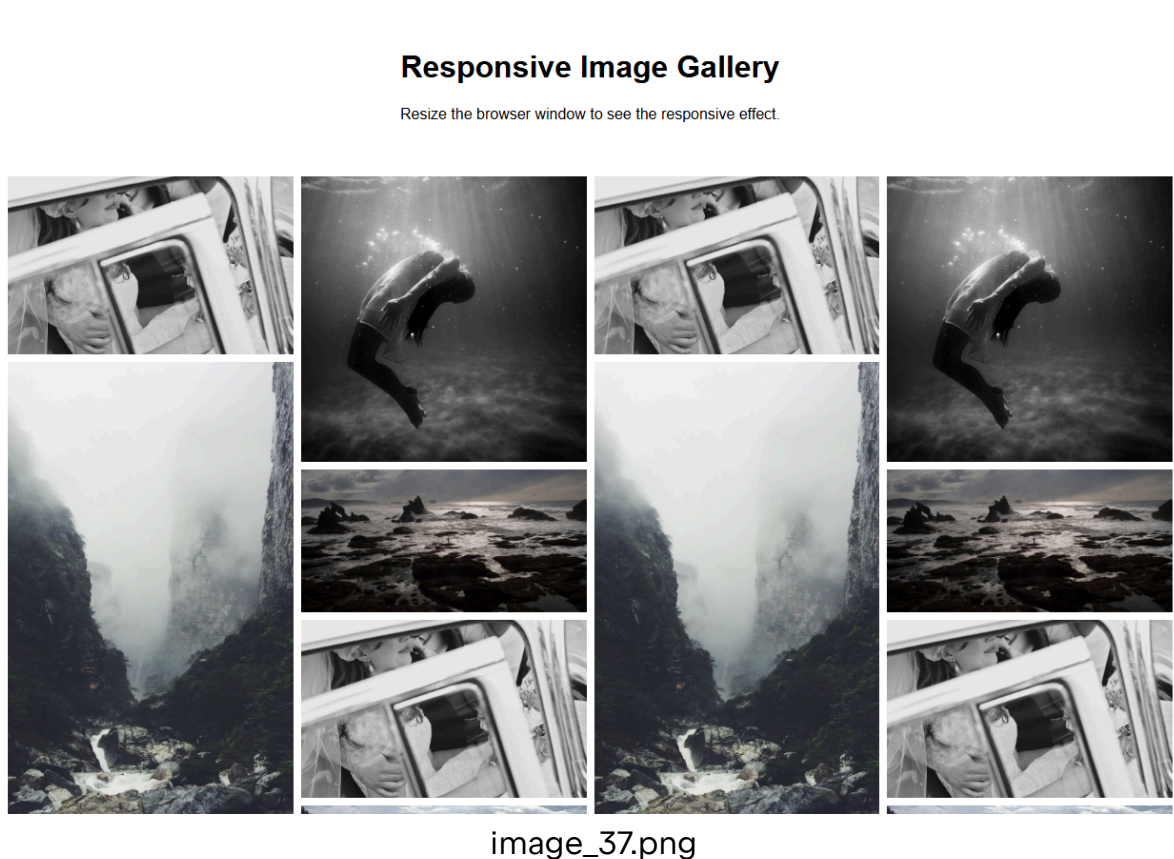 Responsive Image Gallery
Resize the browser window to see the responsive effect.
image_37.png